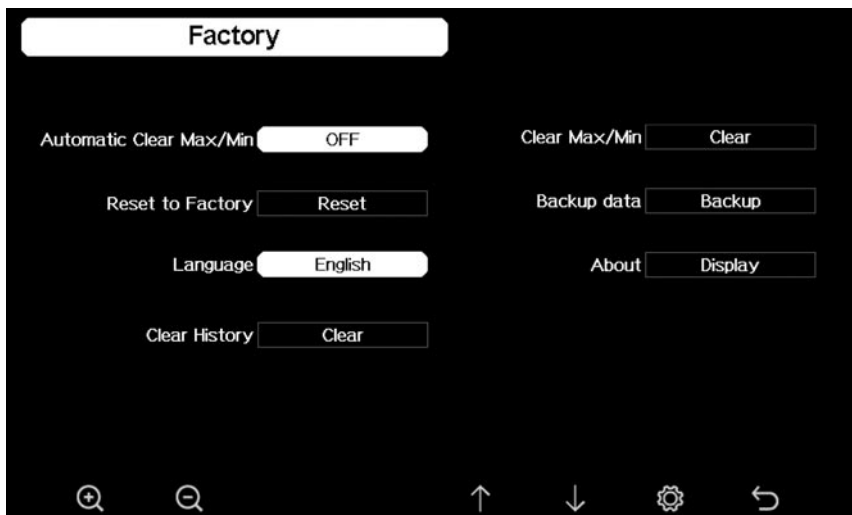 Factory
Automatic Clear Max/Min OFF
Clear Max/Min Clear
Reset to Factory Reset
Backup data Backup
Language English
About Display
Clear History Clear